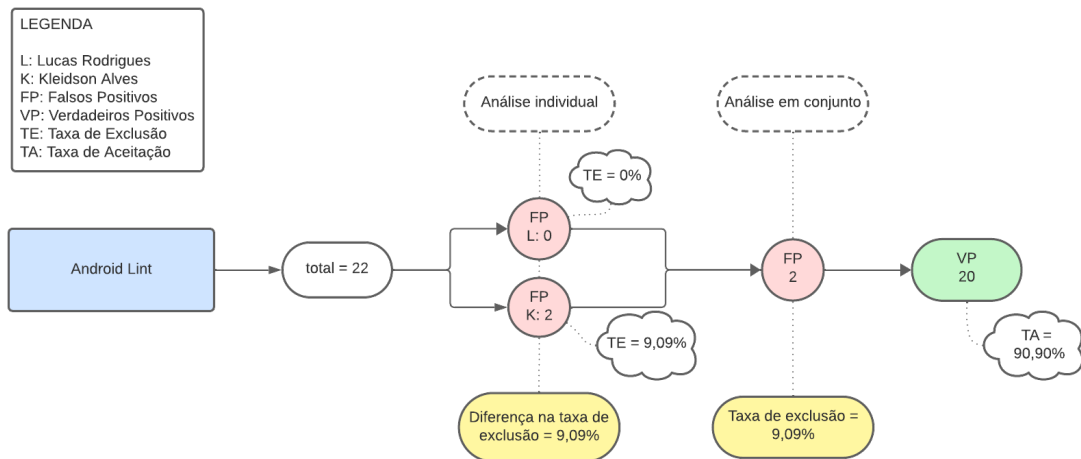 LEGENDA
L: Lucas Rodrigues
K: Kleidson Alves
FP: Falsos Positivos
VP: Verdadeiros Positivos
TE: Taxa de Exclusão
TA: Taxa de Aceitação
Análise individual
Análise em conjunto
TE = 0%
Android Lint
total = 22
FP
L: 0
FP
K: 2
TE = 9,09%
FP
2
VP
20
TA =
90,90%
Diferença na taxa de
exclusão = 9,09%
Taxa de exclusão =
9,09%